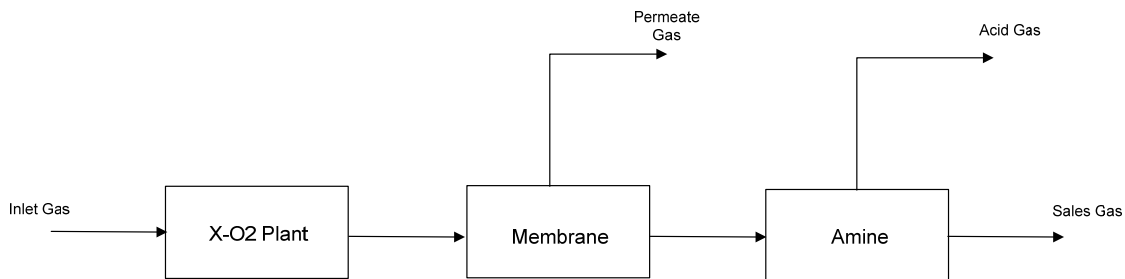 Permeate
Gas
Acid Gas
Inlet Gas
X-O2 Plant
Membrane
Amine
Sales Gas